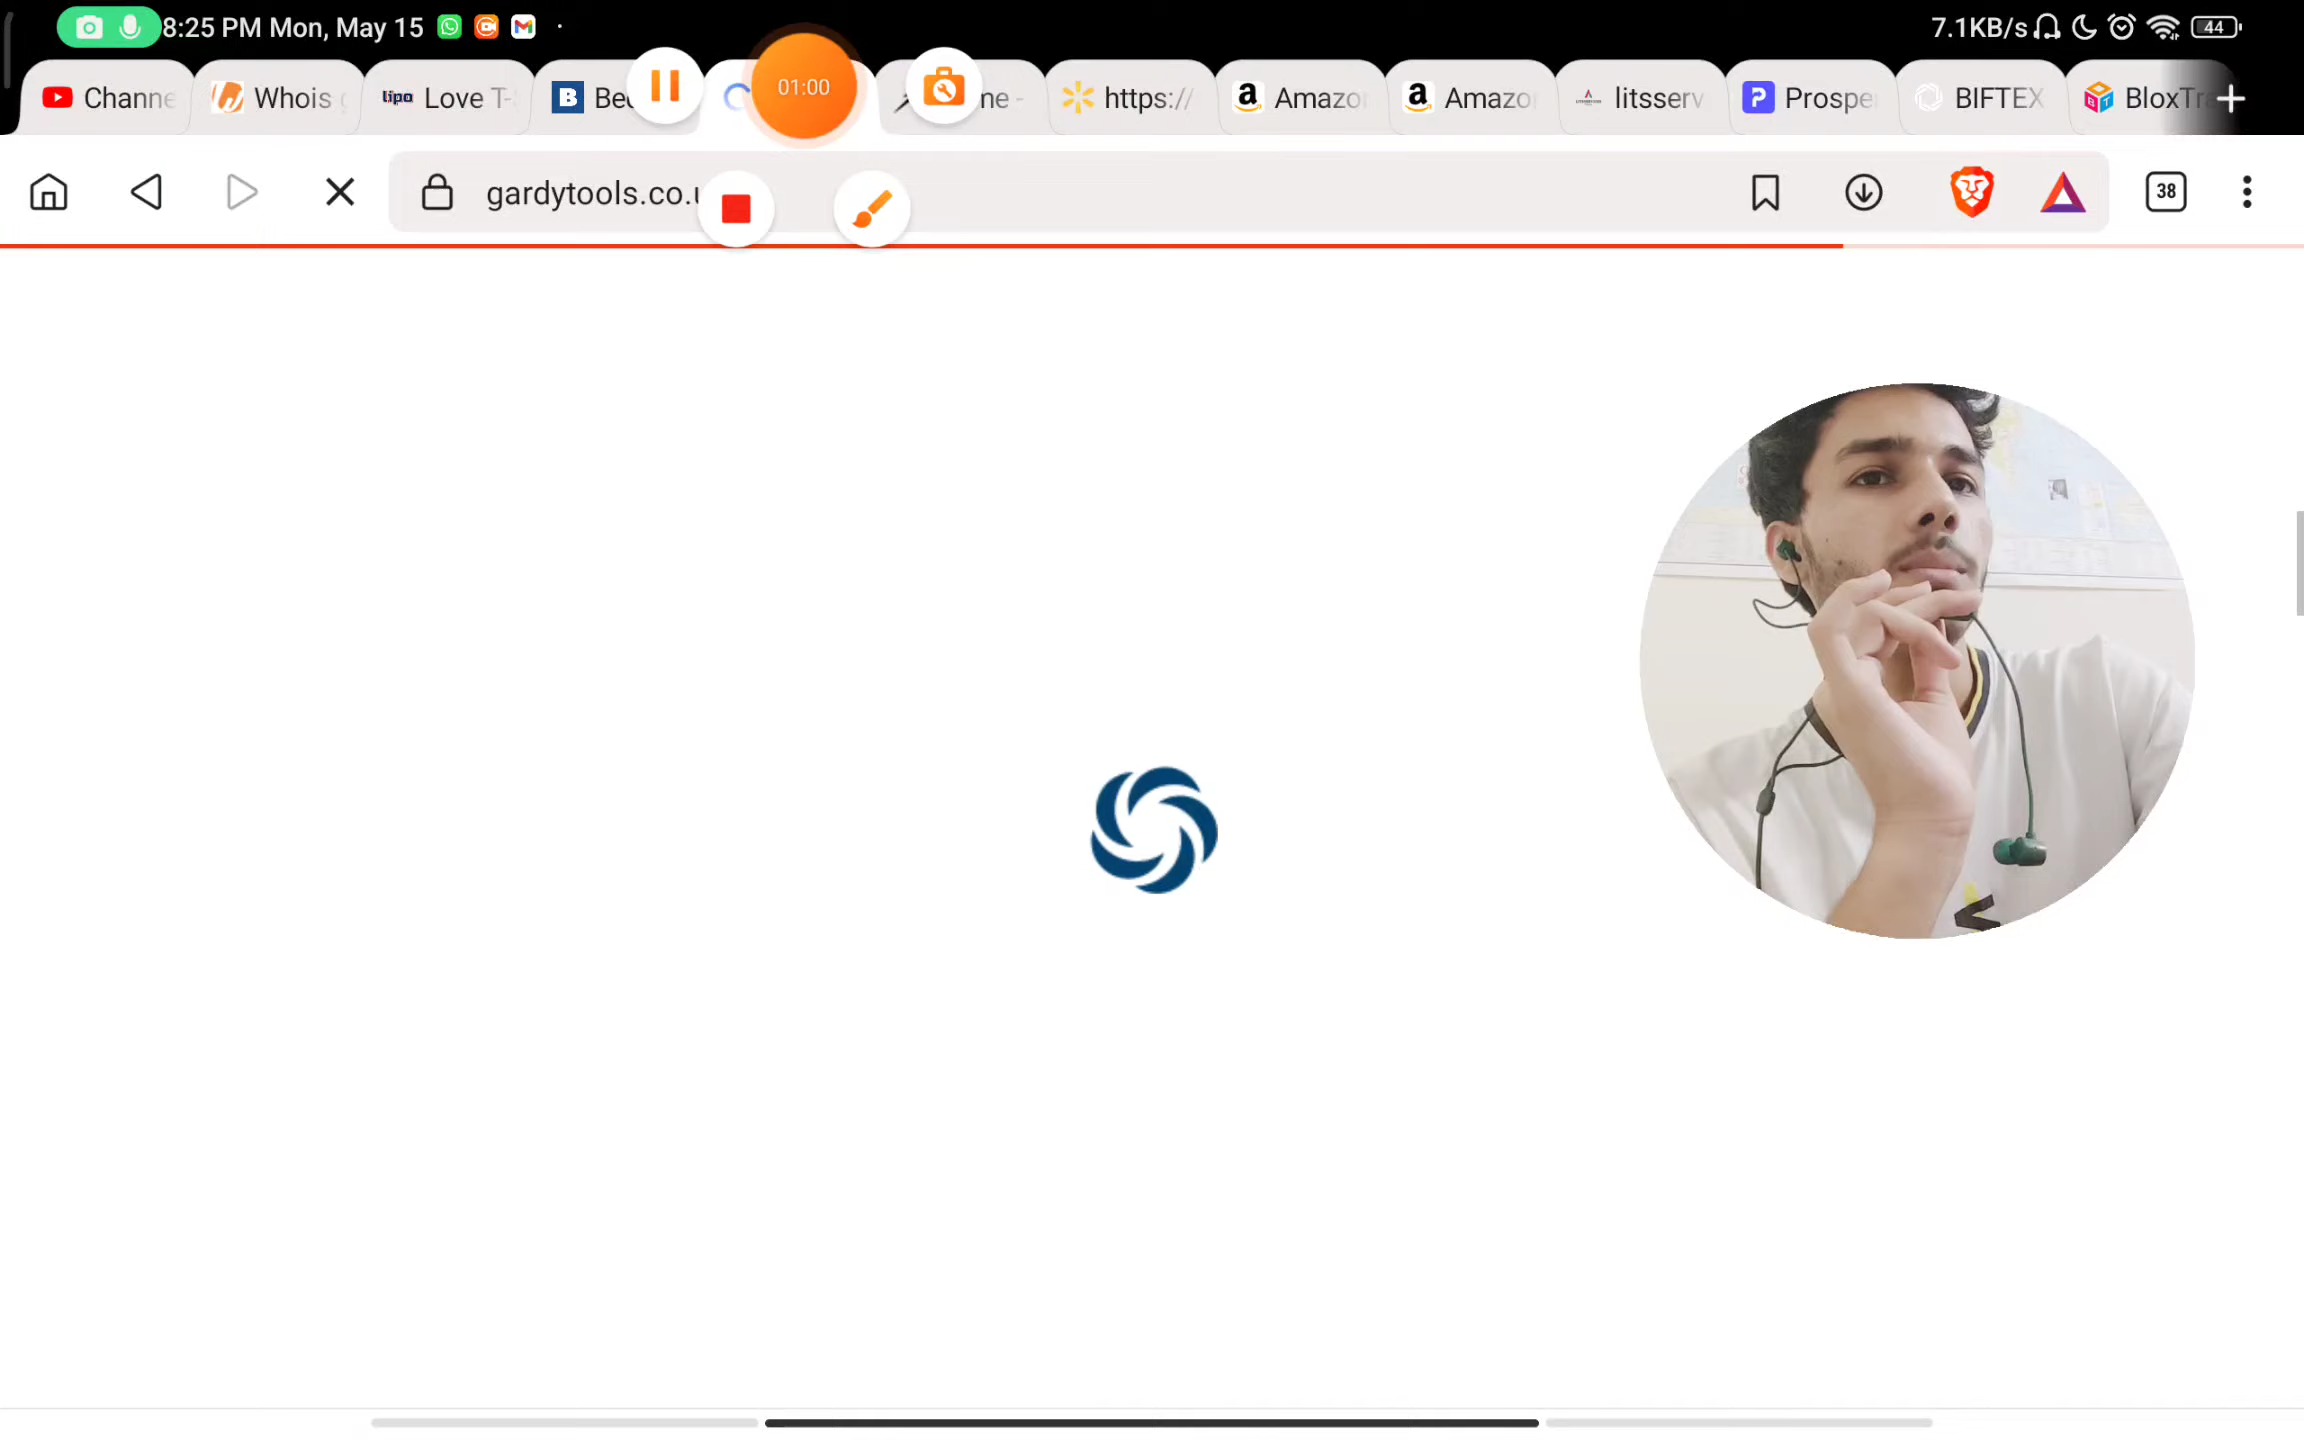 8:25 PM Mon, May 15
7.1KB/s
44
Channe
Whois
lipo Love T-
B Be
01:00
ne -
https://
a Amazo
a Amazo
litsserv
P Prospe
BIFTEX
BloxTr
gardytools.co.u
38